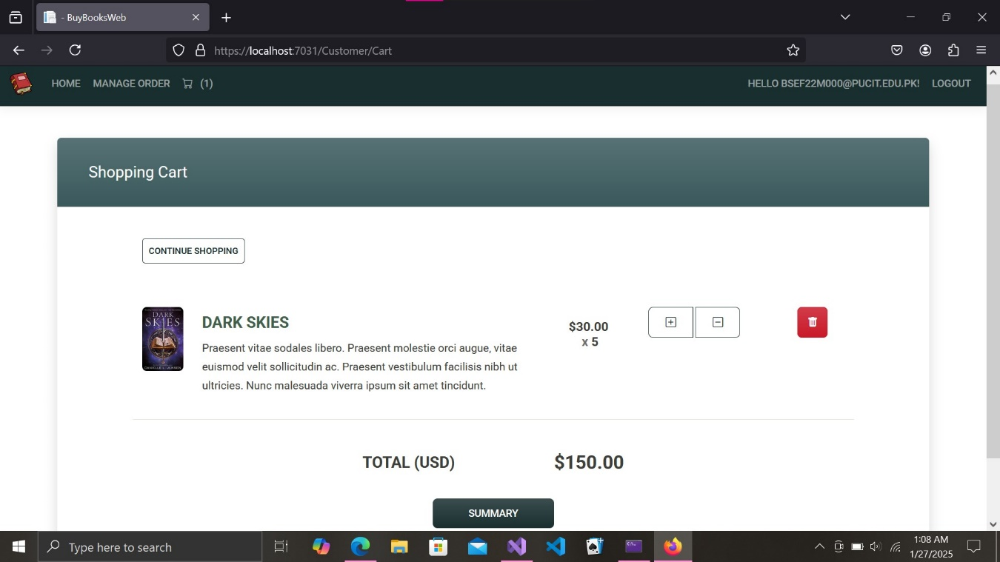 - BuyBooksWeb
https://localhost:7031/Customer/Cart
HOME MANAGE ORDER (1) HELLO BSEF22M000@PUCIT.EDU.PK! LOGOUT
Shopping Cart
CONTINUE SHOPPING
DARK
SKIES
DANIELLE L. JENSEN
DARK SKIES
Praesent vitae sodales libero. Praesent molestie orci augue, vitae
euismod velit sollicitudin ac. Praesent vestibulum facilisis nibh ut
ultricies. Nunc malesuada viverra ipsum sit amet tincidunt.
$30.00
x 5
TOTAL (USD) $150.00
SUMMARY
Type here to search
1:08 AM
1/27/2025